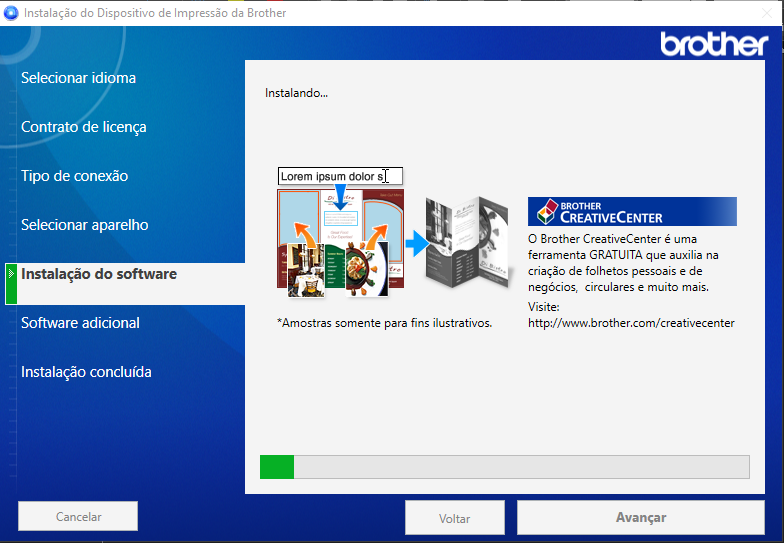 Instalação do Dispositivo de Impressão da Brother
brother
Selecionar idioma
Contrato de licença
Tipo de conexão
Selecionar aparelho
Instalação do software
Software adicional
Instalação concluída
Instalando...
Lorem ipsum dolor s
BROTHER
CREATIVECENTER
O Brother CreativeCenter é uma
ferramenta GRATUITA que auxilia na
criação de folhetos pessoais e de
negócios, circulares e muito mais.
Visite:
http://www.brother.com/creativecenter
*Amostras somente para fins ilustrativos.
Cancelar
Voltar
Avançar